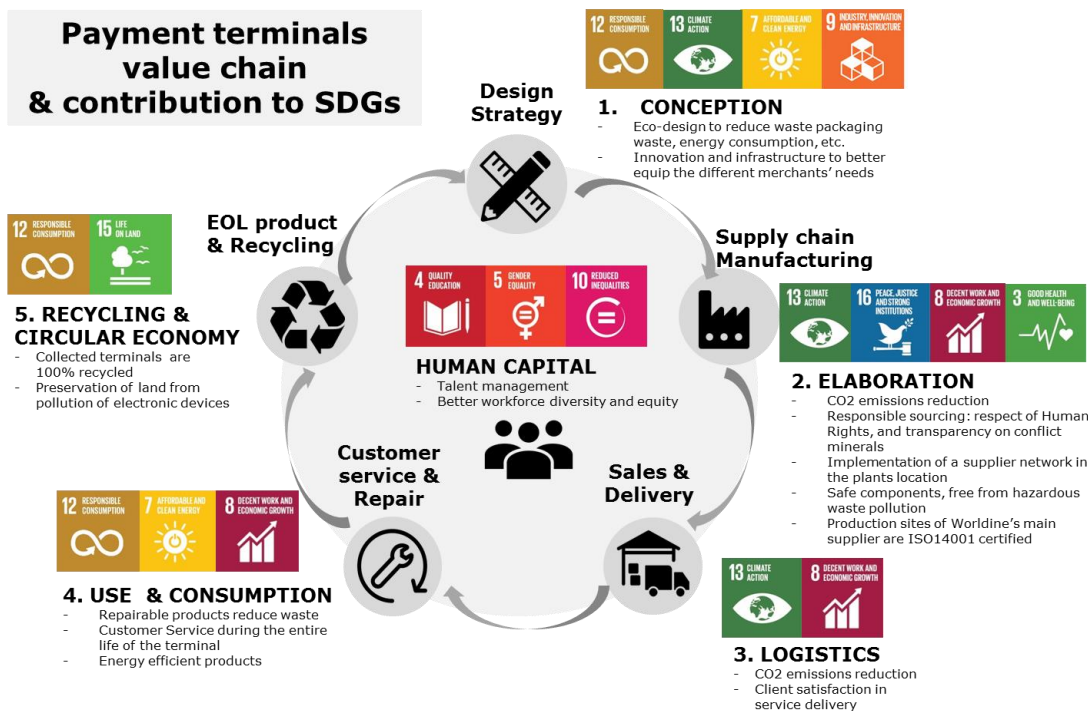 Payment terminals
value chain
& contribution to SDGs
12 RESPONSIBLE
CONSUMPTION
13 CLIMATE
ACTION
7 AFFORDABLE AND
CLEAN ENERGY
9 INDUSTRY, INNOVATION
AND INFRASTRUCTURE
Design
Strategy
1. CONCEPTION
- Eco-design to reduce waste packaging
waste, energy consumption, etc.
- Innovation and infrastructure to better
equip the different merchants’ needs
Supply chain
Manufacturing
13 CLIMATE
ACTION
16 PEACE, JUSTICE
AND STRONG
INSTITUTIONS
8 DECENT WORK AND
ECONOMIC GROWTH
3 GOOD HEALTH
AND WELL-BEING
2. ELABORATION
- CO2 emissions reduction
- Responsible sourcing: respect of Human
Rights, and transparency on conflict
minerals
- Implementation of a supplier network in
the plants location
- Safe components, free from hazardous
waste pollution
- Production sites of Worldine’s main
supplier are ISO14001 certified
Sales &
Delivery
13 CLIMATE
ACTION
8 DECENT WORK AND
ECONOMIC GROWTH
3. LOGISTICS
- CO2 emissions reduction
- Client satisfaction in
service delivery
Customer
service &
Repair
12 RESPONSIBLE
CONSUMPTION
7 AFFORDABLE AND
CLEAN ENERGY
8 DECENT WORK AND
ECONOMIC GROWTH
4. USE & CONSUMPTION
- Repairable products reduce waste
- Customer Service during the entire
life of the terminal
- Energy efficient products
EOL product
& Recycling
12 RESPONSIBLE
CONSUMPTION
15 LIFE
ON LAND
5. RECYCLING &
CIRCULAR ECONOMY
- Collected terminals are
100% recycled
- Preservation of land from
pollution of electronic devices
4 QUALITY
EDUCATION
5 GENDER
EQUALITY
10 REDUCED
INEQUALITIES
HUMAN CAPITAL
- Talent management
- Better workforce diversity and equity